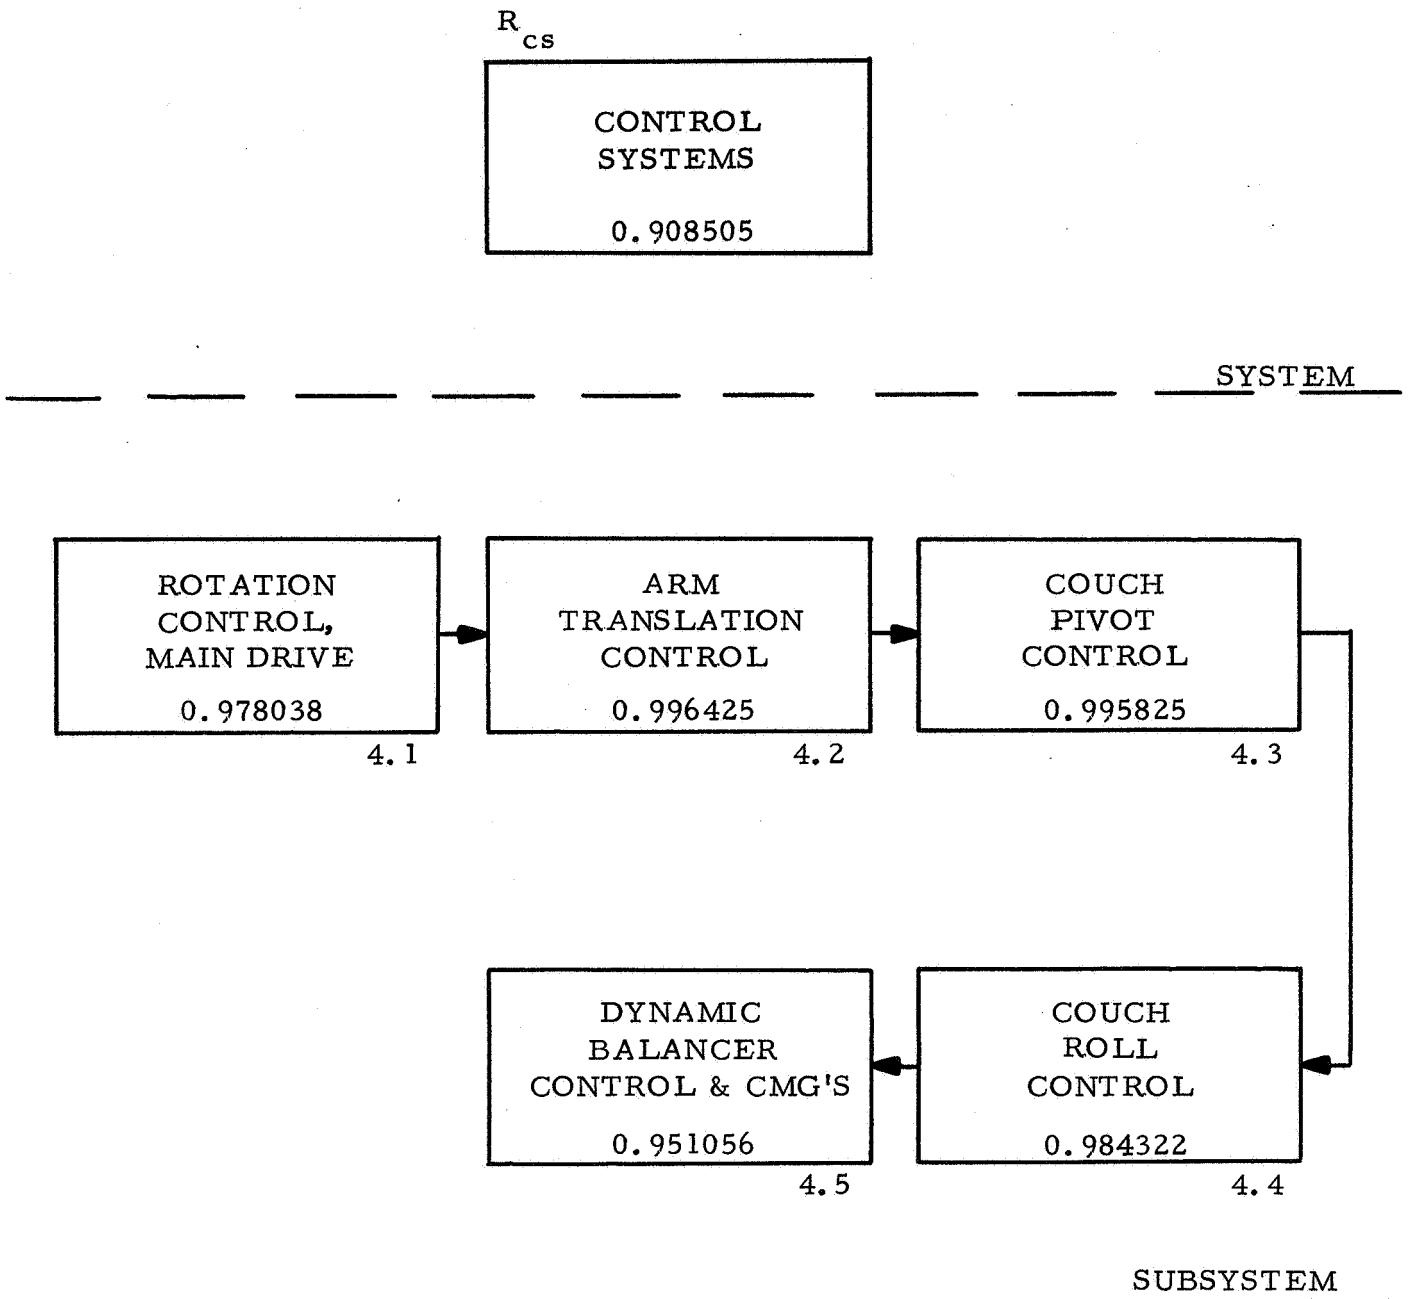 R
cs
CONTROL
SYSTEMS
0.908505
SYSTEM
ROTATION
CONTROL,
MAIN DRIVE
0.978038
4.1
ARM
TRANSLATION
CONTROL
0.996425
4.2
COUCH
PIVOT
CONTROL
0.995825
4.3
DYNAMIC
BALANCER
CONTROL & CMG'S
0.951056
4.5
COUCH
ROLL
CONTROL
0.984322
4.4
SUBSYSTEM